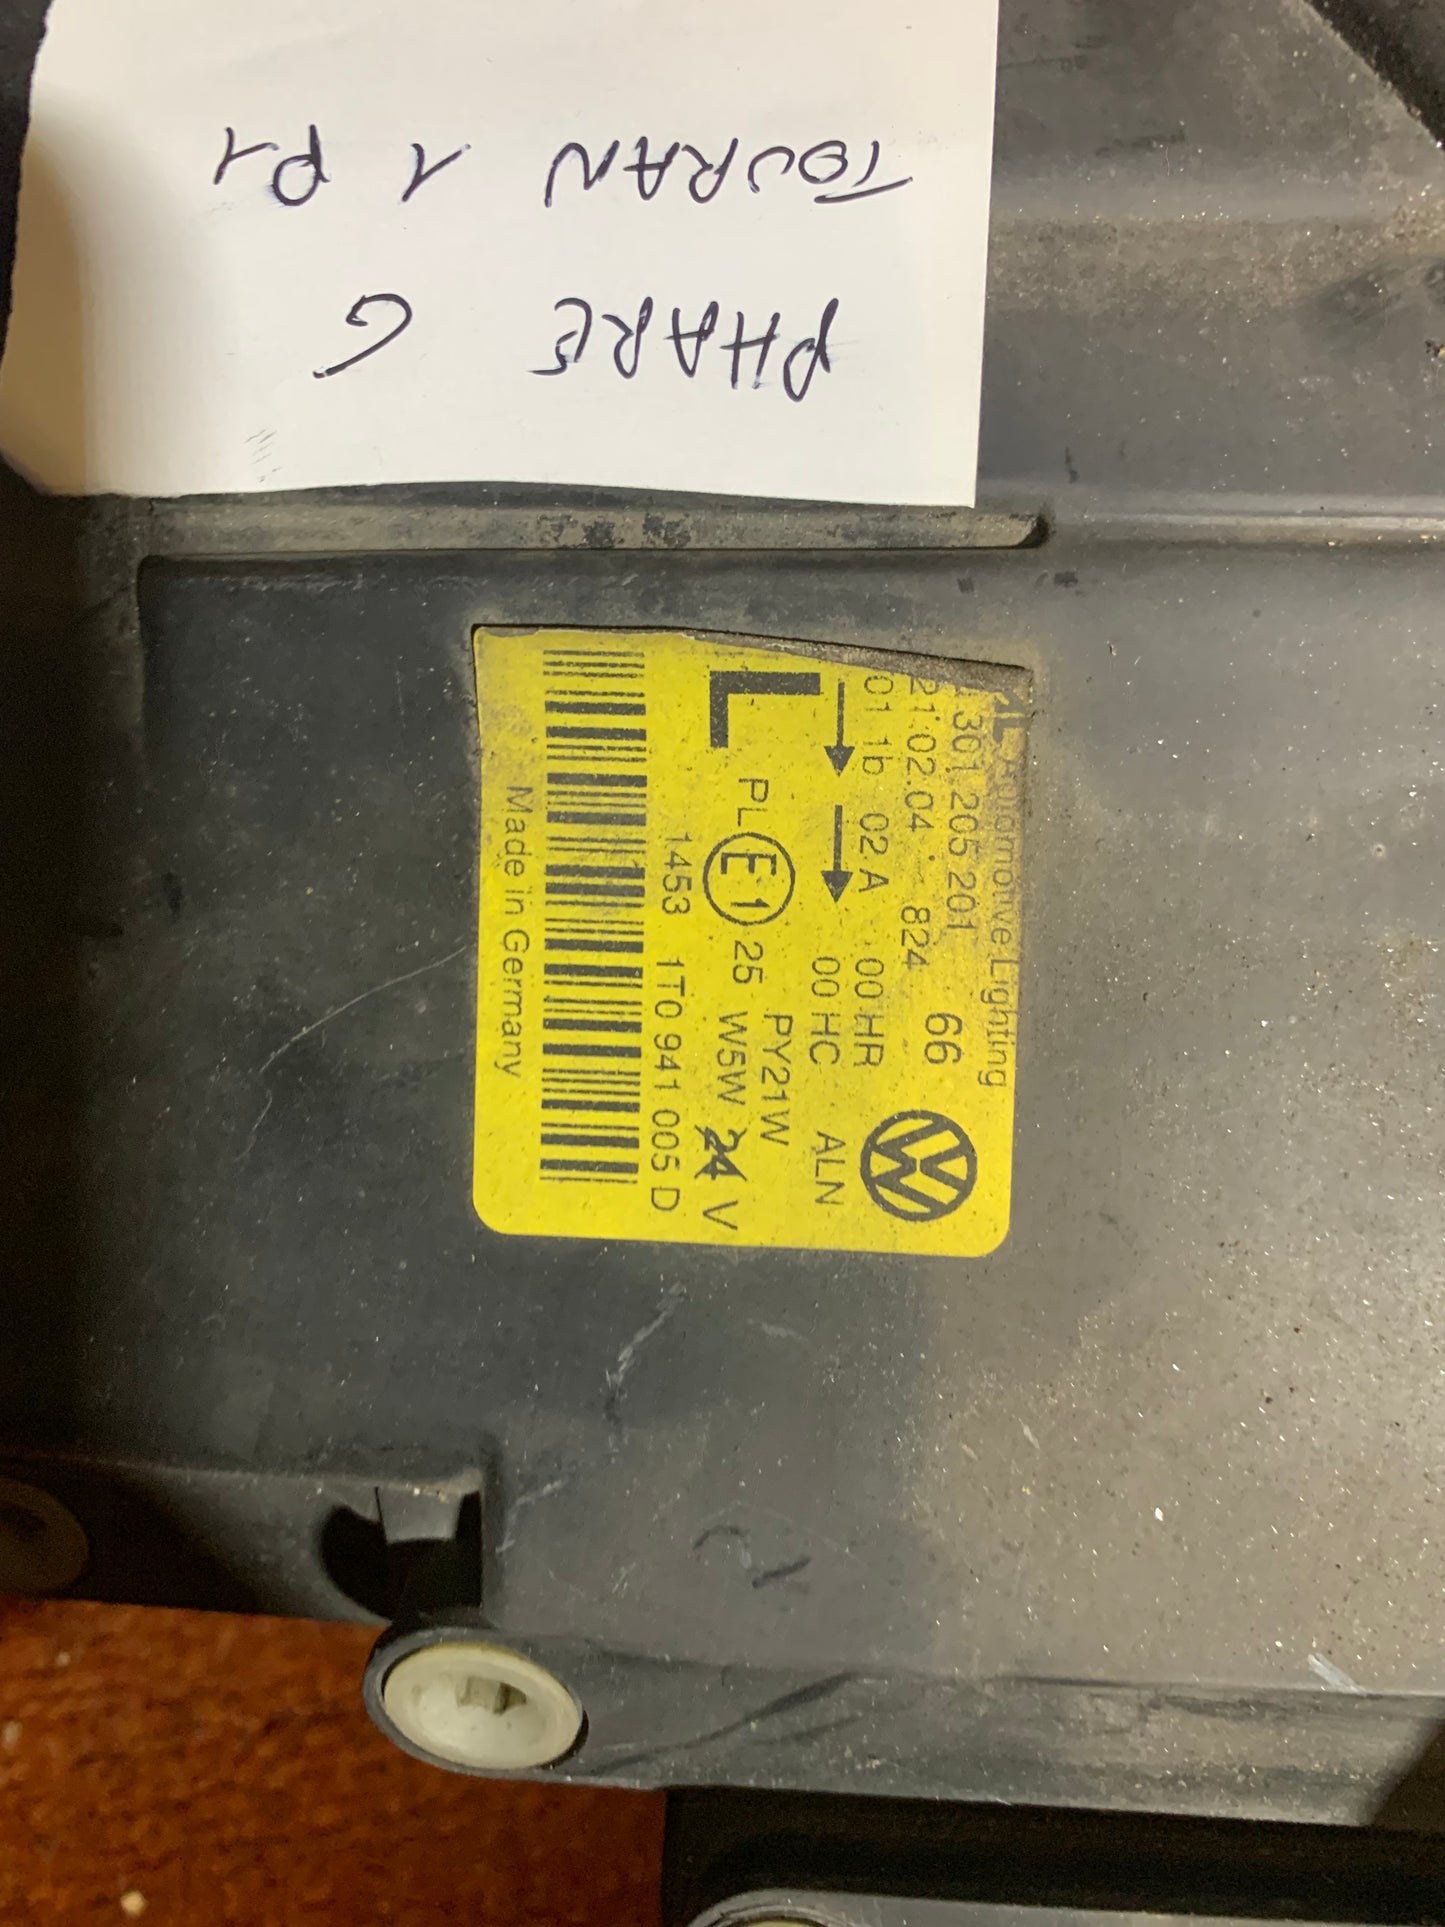 PHARE G
TOURAN 1 P1
AL Automotive Lighting
301 205 201 66
21.02.04 824
01 1b 02 A 00 HR
00 HC ALN
L PY21W
PL E1 25 W5W 24 V
1453 1T0 941 005 D
Made in Germany